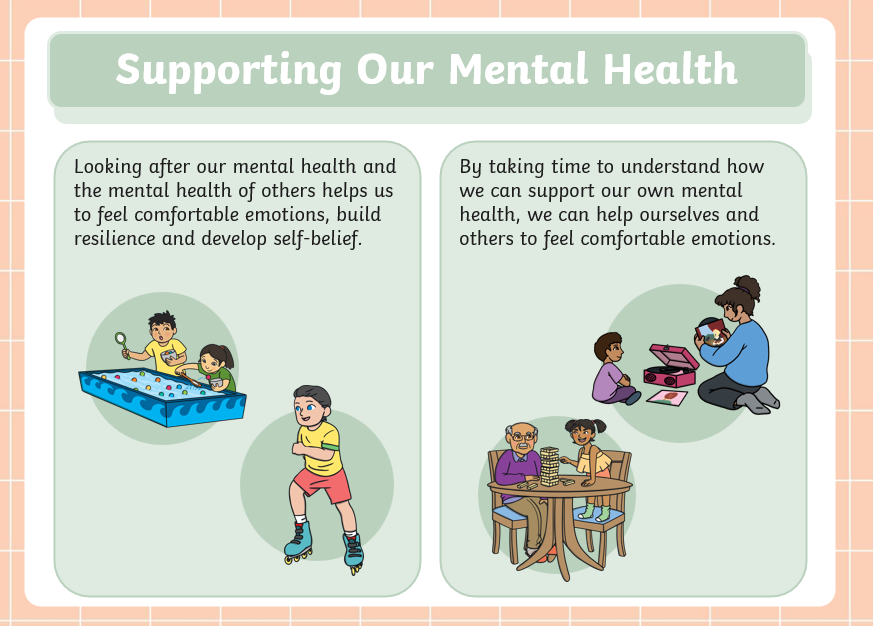 Supporting Our Mental Health
Looking after our mental health and
the mental health of others helps us
to feel comfortable emotions, build
resilience and develop self-belief.
By taking time to understand how
we can support our own mental
health, we can help ourselves and
others to feel comfortable emotions.